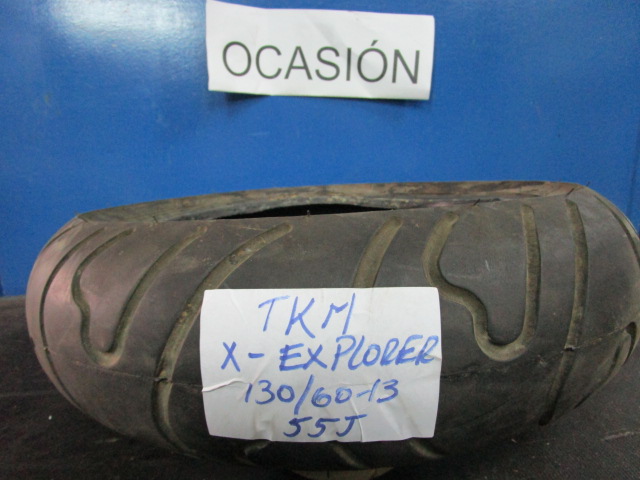 OCASIÓN
TKM
X-EXPLORER
130/60-13
55J